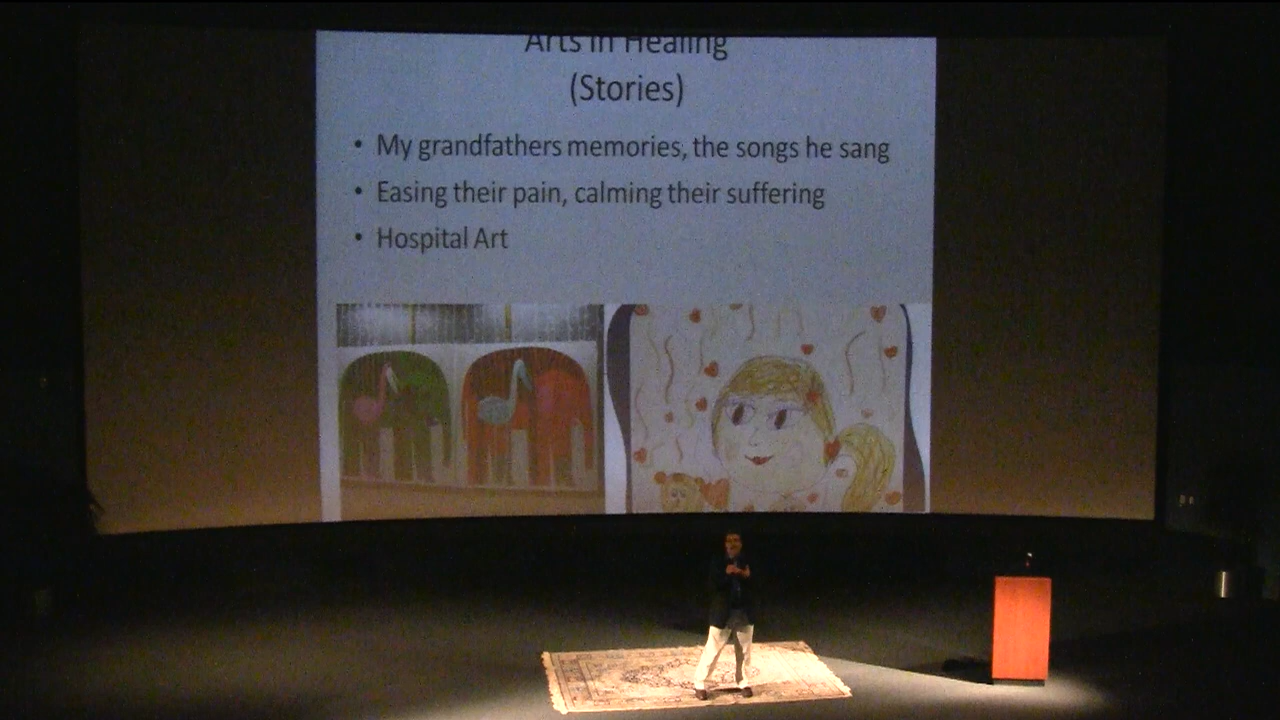 Arts in Healing
(Stories)
• My grandfathers memories, the songs he sang
• Easing their pain, calming their suffering
• Hospital Art